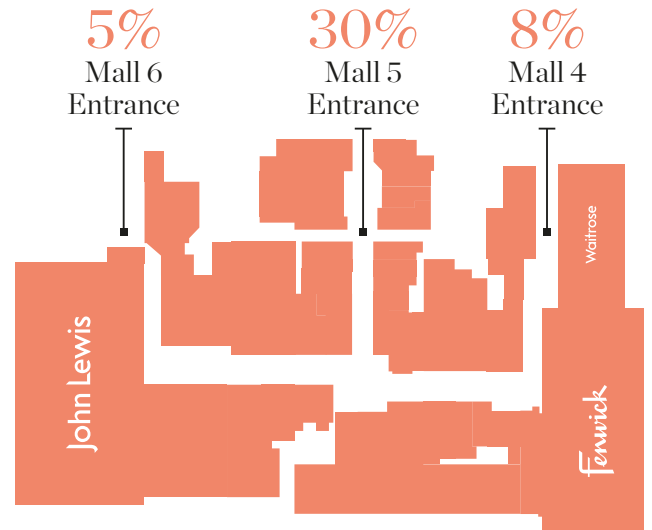 5%
Mall 6
Entrance
30%
Mall 5
Entrance
8%
Mall 4
Entrance
Waitrose
John Lewis
Fenwick